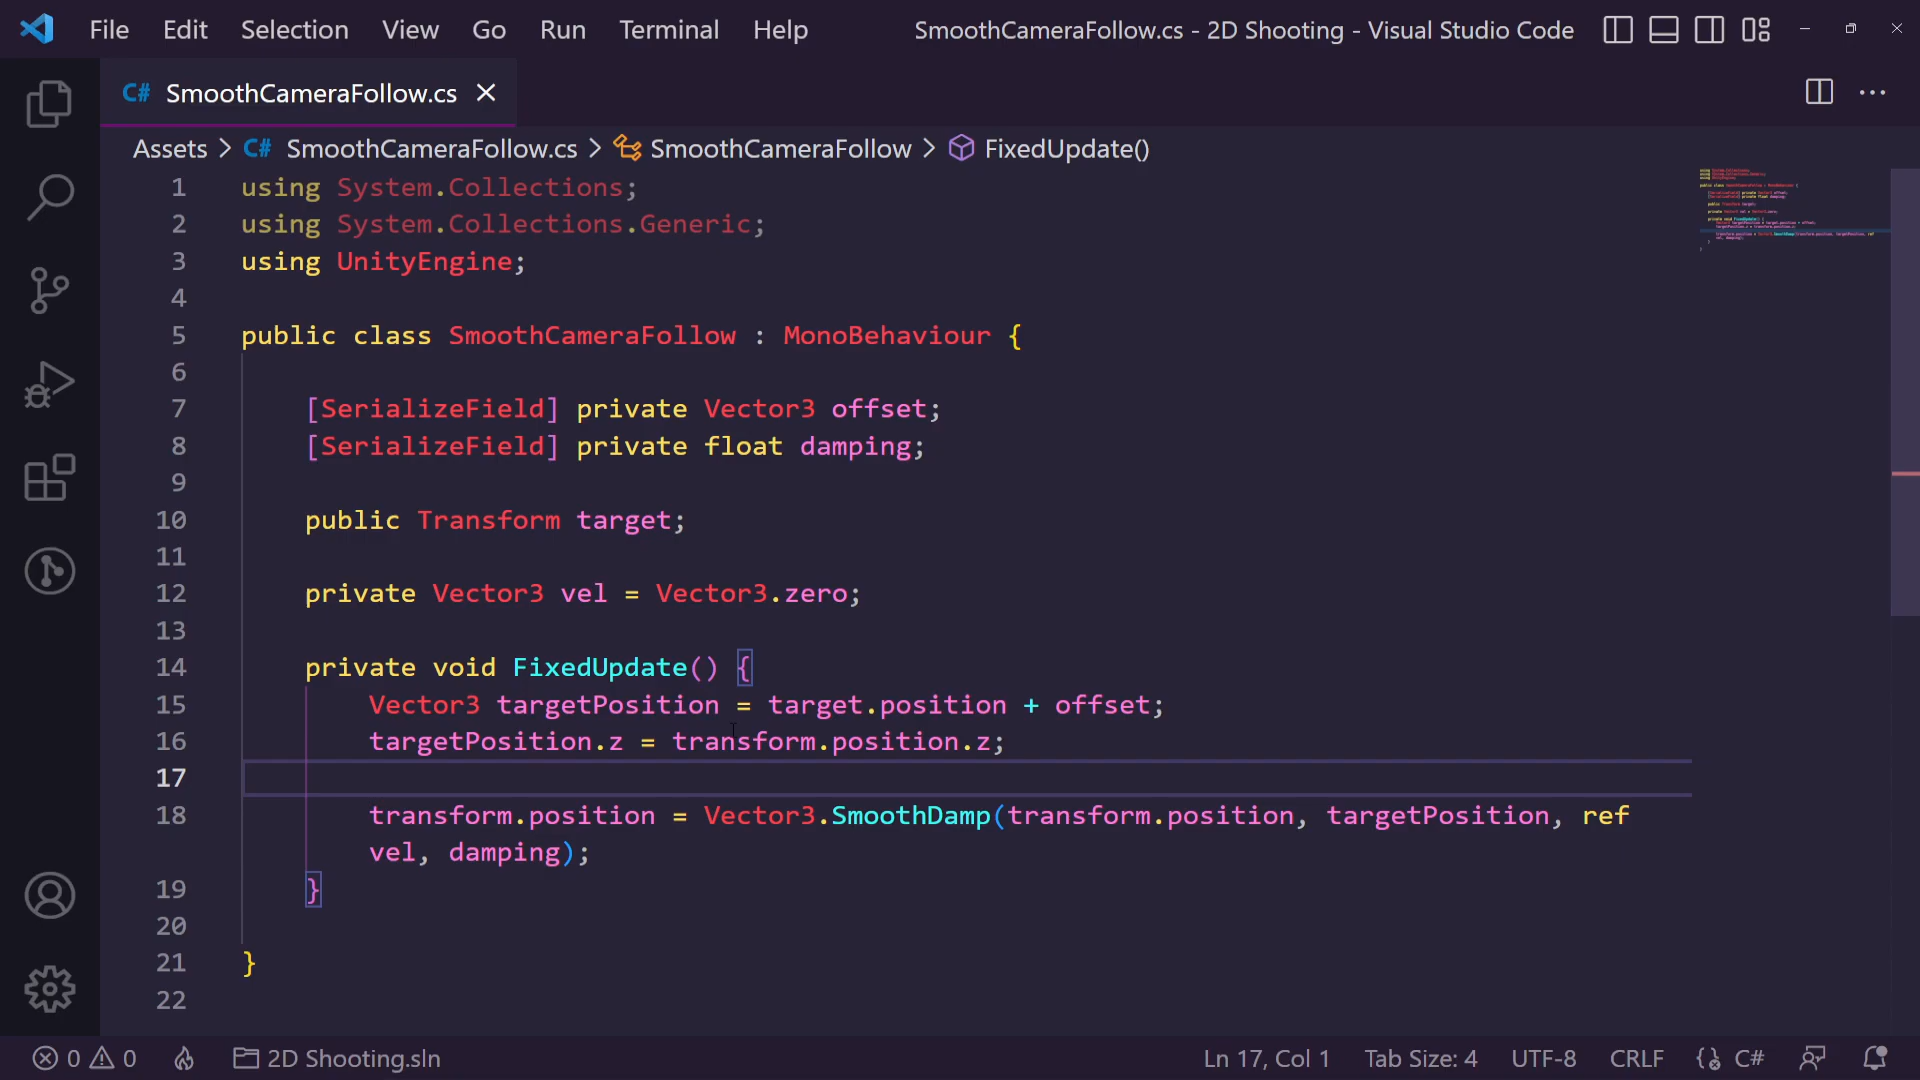 File Edit Selection View Go Run Terminal Help SmoothCameraFollow.cs - 2D Shooting - Visual Studio Code
C# SmoothCameraFollow.cs
Assets > C# SmoothCameraFollow.cs > SmoothCameraFollow > FixedUpdate()
1 using System.Collections;
2 using System.Collections.Generic;
3 using UnityEngine;
4
5 public class SmoothCameraFollow : MonoBehaviour {
6
7 [SerializeField] private Vector3 offset;
8 [SerializeField] private float damping;
9
10 public Transform target;
11
12 private Vector3 vel = Vector3.zero;
13
14 private void FixedUpdate() {
15 Vector3 targetPosition = target.position + offset;
16 targetPosition.z = transform.position.z;
17
18 transform.position = Vector3.SmoothDamp(transform.position, targetPosition, ref
vel, damping);
19 }
20
21 }
22
0 0 2D Shooting.sln Ln 17, Col 1 Tab Size: 4 UTF-8 CRLF C#